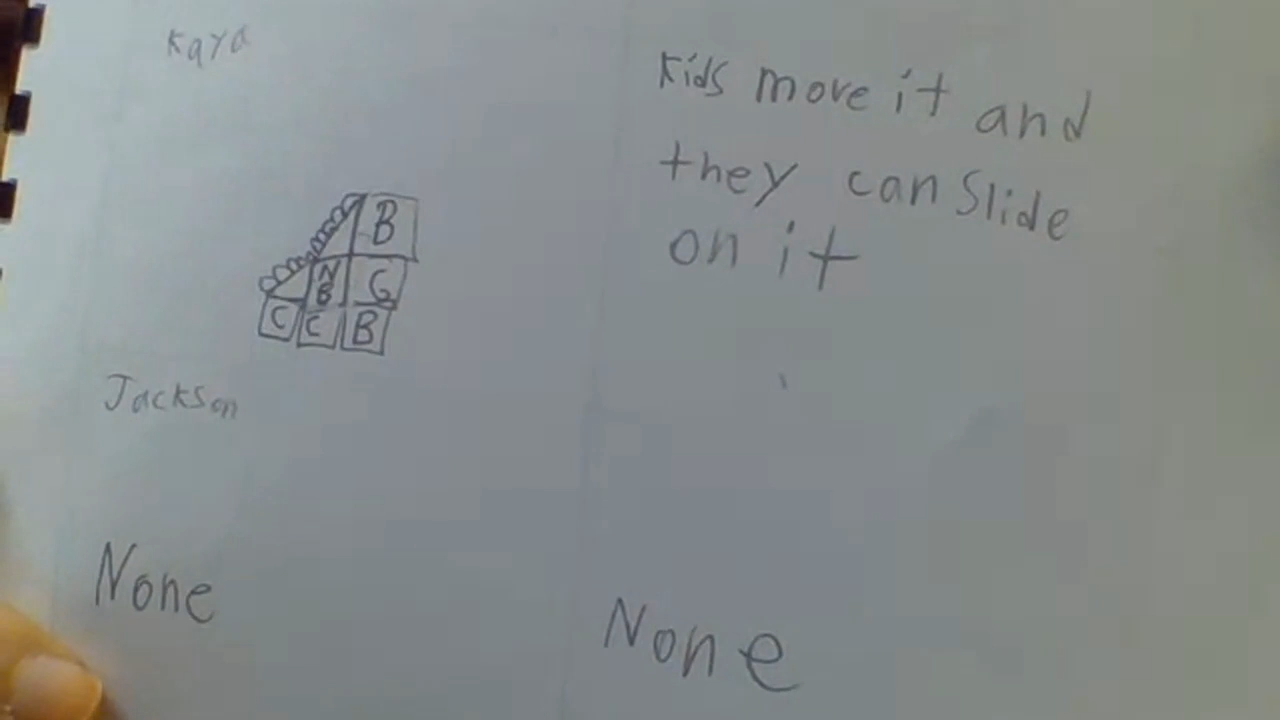 Kaya
Kids move it and
they can Slide
on it
B
N
B
G
C
C
B
Jackson
None
None